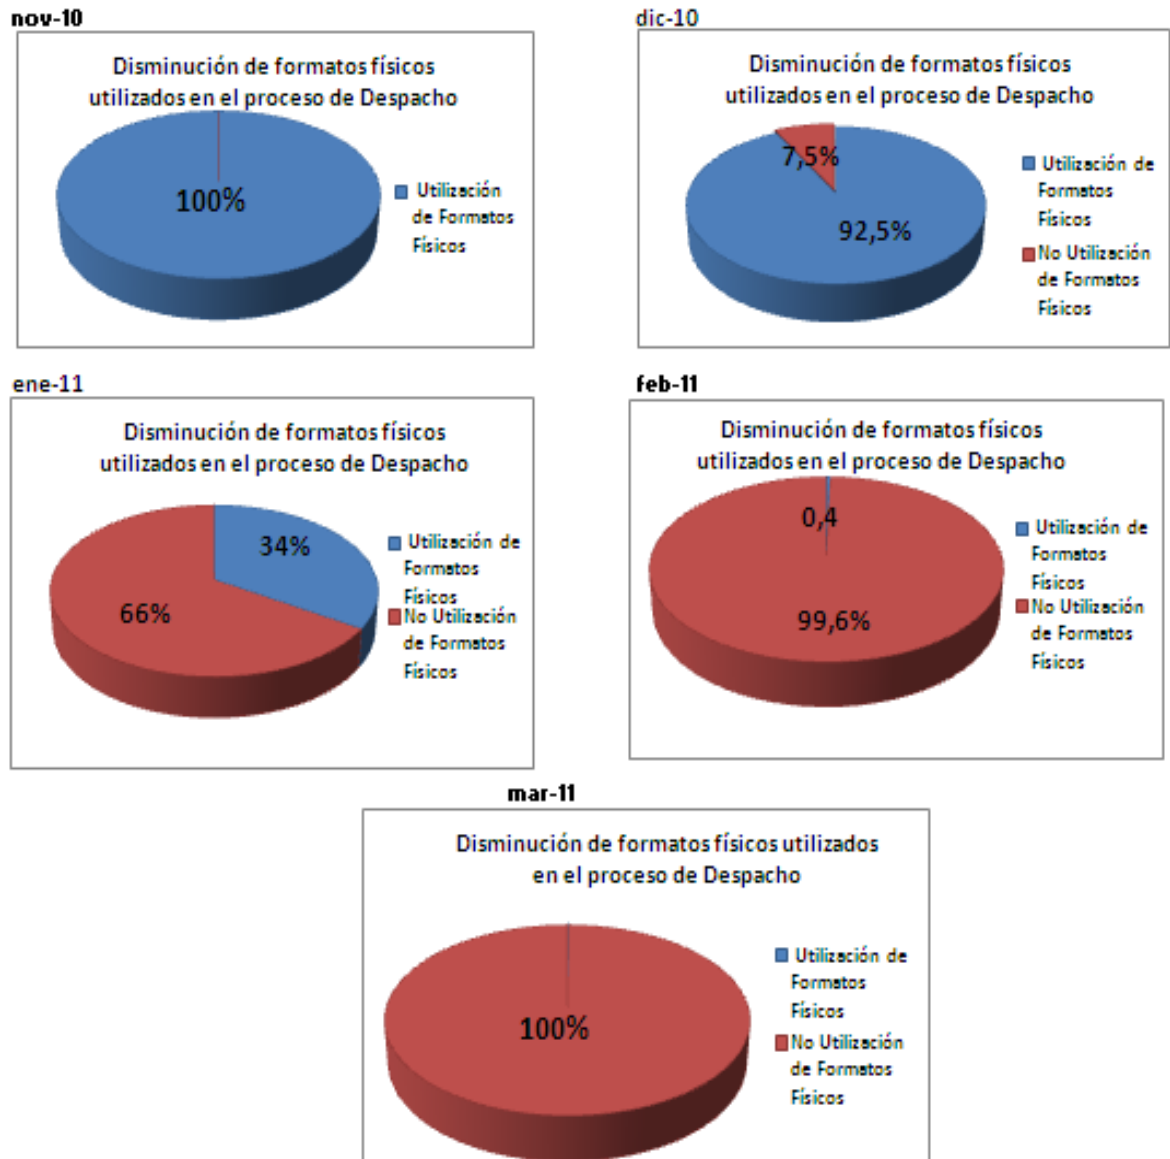 nov-10
Disminución de formatos físicos
utilizados en el proceso de Despacho
100%
Utilización
de Formatos
Físicos
dic-10
Disminución de formatos físicos
utilizados en el proceso de Despacho
7,5%
92,5%
Utilización de
Formatos
Físicos
No Utilización
de Formatos
Físicos
ene-11
Disminución de formatos físicos
utilizados en el proceso de Despacho
34%
66%
Utilización de
Formatos
Físicos
No Utilización
de Formatos
Físicos
feb-11
Disminución de formatos físicos
utilizados en el proceso de Despacho
0,4
99,6%
Utilización de
Formatos
Físicos
No Utilización
de Formatos
Físicos
mar-11
Disminución de formatos físicos utilizados
en el proceso de Despacho
100%
Utilización de
Formatos
Físicos
No Utilización
de Formatos
Físicos